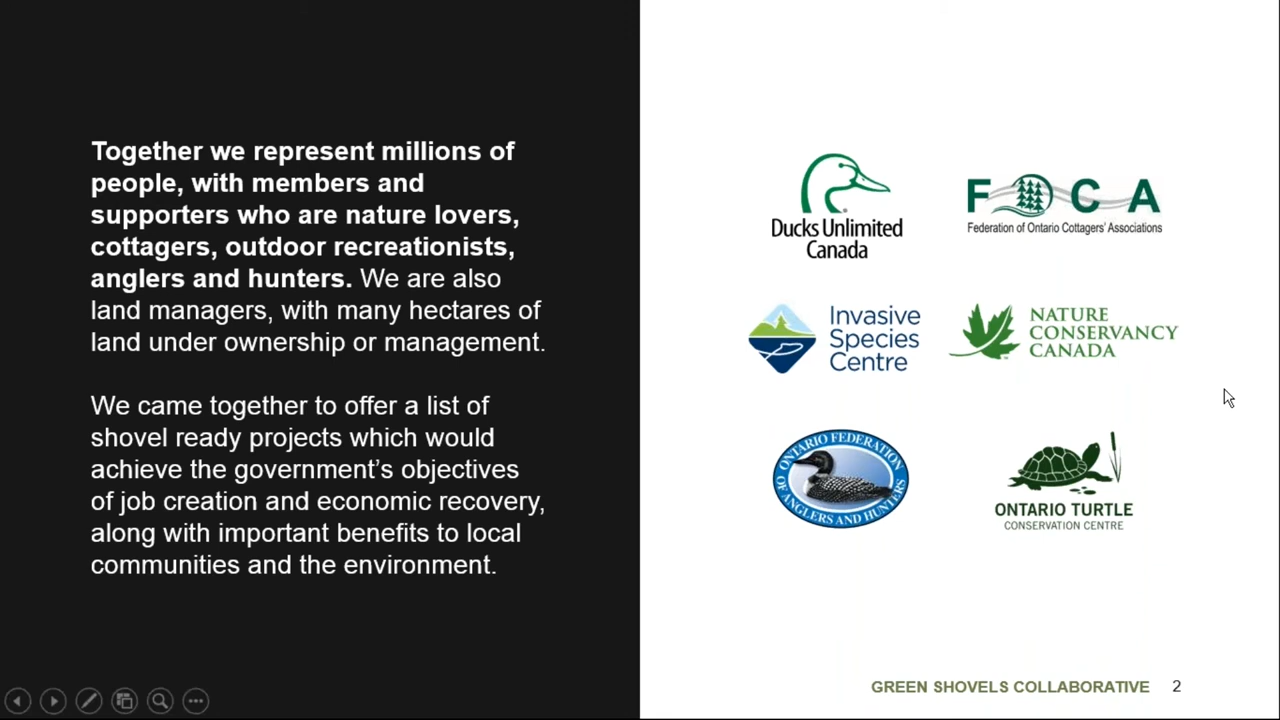 Together we represent millions of
people, with members and
supporters who are nature lovers,
cottagers, outdoor recreationists,
anglers and hunters. We are also
land managers, with many hectares of
land under ownership or management.
We came together to offer a list of
shovel ready projects which would
achieve the government’s objectives
of job creation and economic recovery,
along with important benefits to local
communities and the environment.
Ducks Unlimited
Canada
F O C A
Federation of Ontario Cottagers' Associations
Invasive
Species
Centre
NATURE
CONSERVANCY
CANADA
ONTARIO FEDERATION
OF ANGLERS AND HUNTERS
ONTARIO TURTLE
CONSERVATION CENTRE
GREEN SHOVELS COLLABORATIVE 2